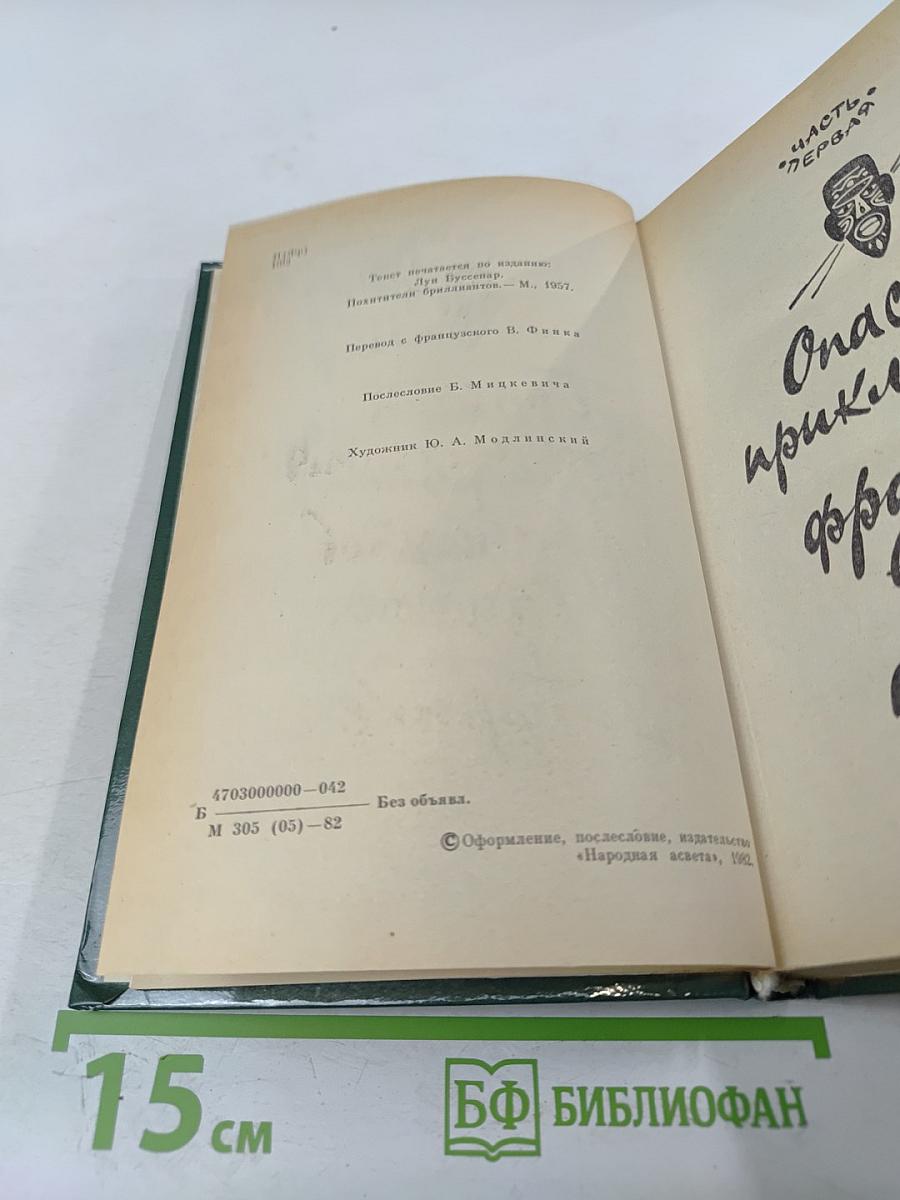 Текст печатается по изданию:
Луи Буссенар.
Похитители бриллиантов.— М., 1957.
Перевод с французского В. Финка
Послесловие Б. Мицкевича
Художник Ю. А. Модлинский
4703000000—042
Б
Без объявл.
М 305 (05)—82
© Оформление, послесловие, издательство
«Народная асвета», 1982.
• ЧАСТЬ •
• ПЕРВАЯ •
Опас
прикл
фра
15 см
БФ БИБЛИОФАН